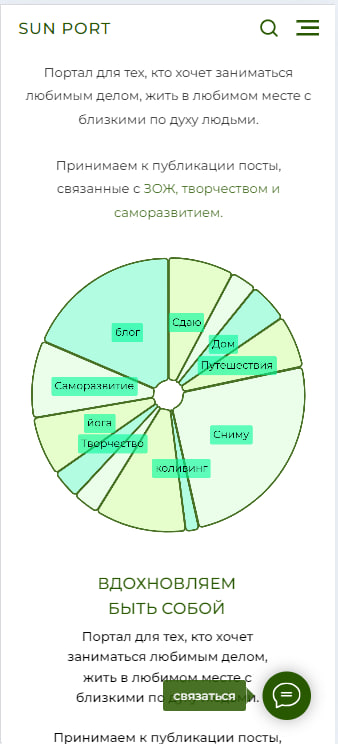 SUN PORT
Портал для тех, кто хочет заниматься
любимым делом, жить в любимом месте с
близкими по духу людьми.
Принимаем к публикации посты,
связанные с ЗОЖ, творчеством и
саморазвитием.
блог
Сдаю
Дом
Путешествия
Саморазвитие
йога
Творчество
Сниму
коливинг
ВДОХНОВЛЯЕМ
БЫТЬ СОБОЙ
Портал для тех, кто хочет
заниматься любимым делом,
жить в любимом месте с
близкими по духу людьми.
связаться
Принимаем к публикации посты,